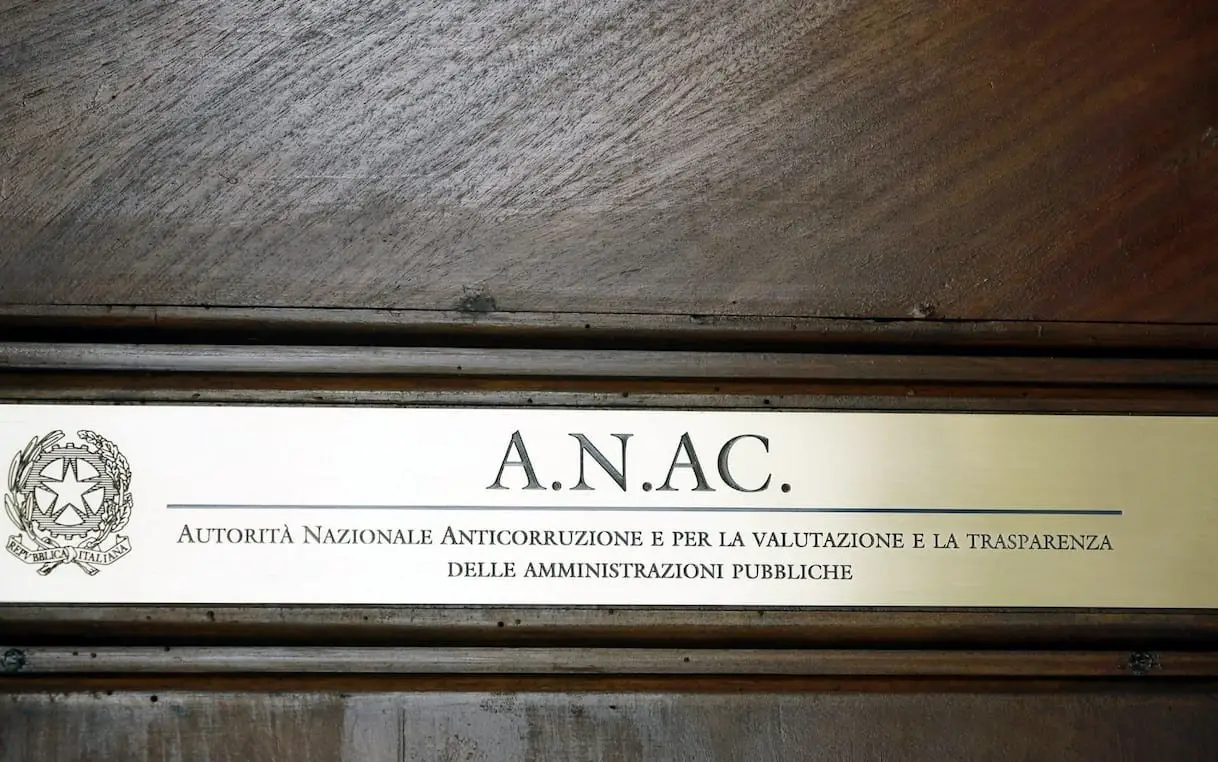 A.N.AC.
AUTORITÀ NAZIONALE ANTICORRUZIONE E PER LA VALUTAZIONE E LA TRASPARENZA
DELLE AMMINISTRAZIONI PUBBLICHE
REPVBBLICA ITALIANA